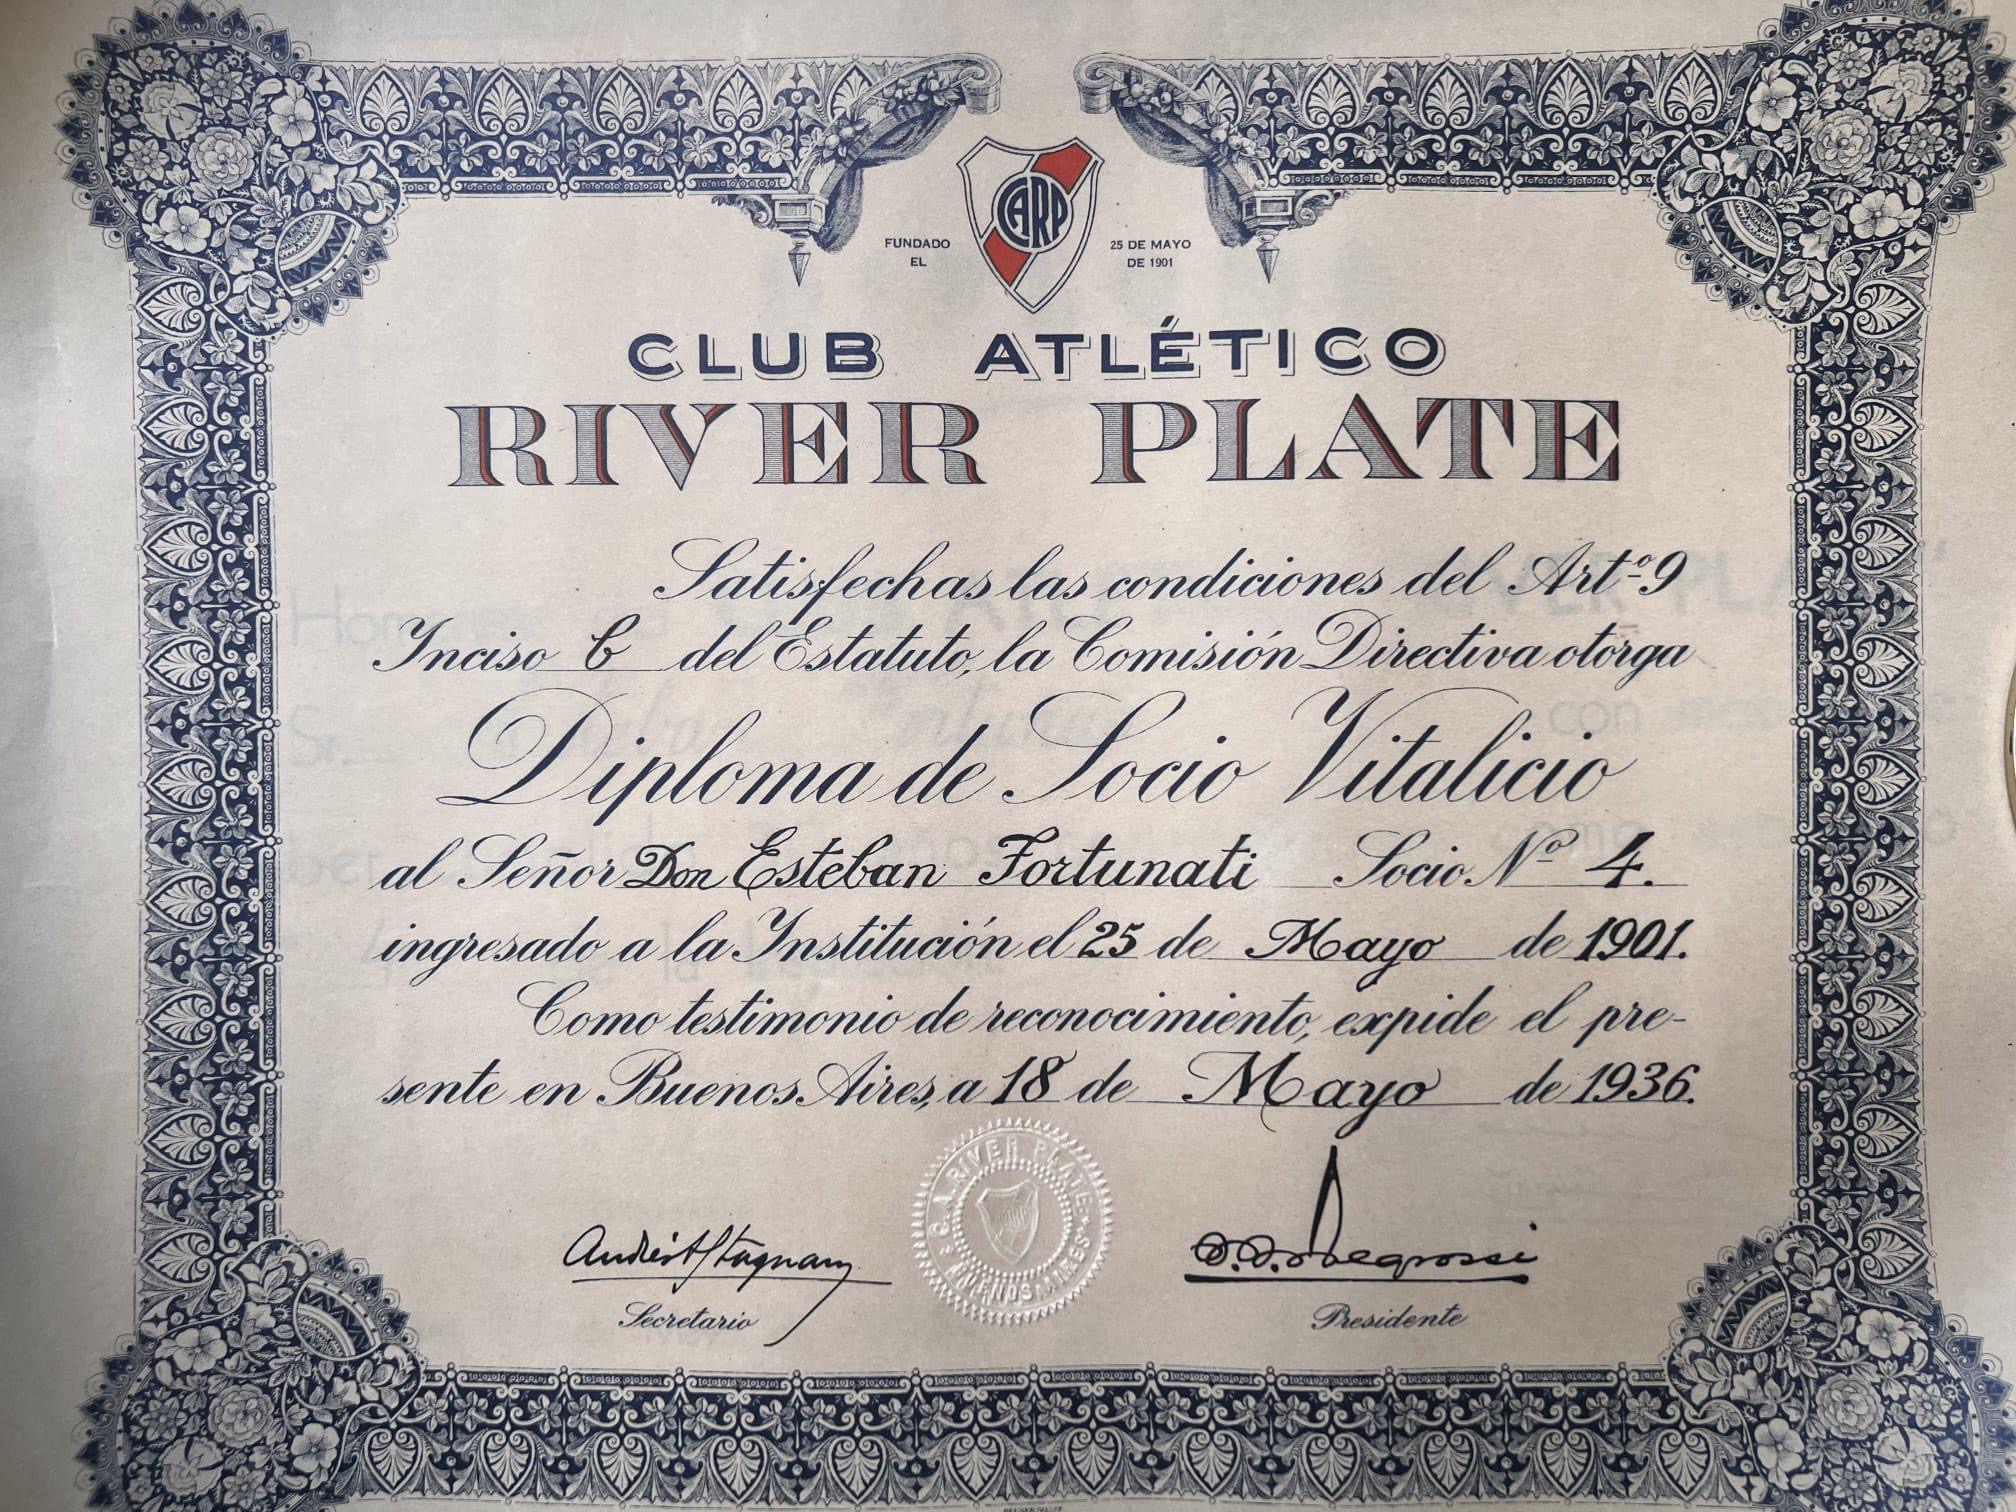 CARP
FUNDADO
EL
25 DE MAYO
DE 1901
CLUB ATLÉTICO
RIVER PLATE
Satisfechas las condiciones del Artº 9
Inciso C del Estatuto, la Comisión Directiva otorga
Diploma de Socio Vitalicio
al Señor Don Esteban Fortunati Socio Nº 4.
ingresado a la Institución el 25 de Mayo de 1901.
Como testimonio de reconocimiento, expide el pre-
sente en Buenos Aires, a 18 de Mayo de 1936.
C. A. RIVER PLATE
BUENOS AIRES
Secretario
Presidente